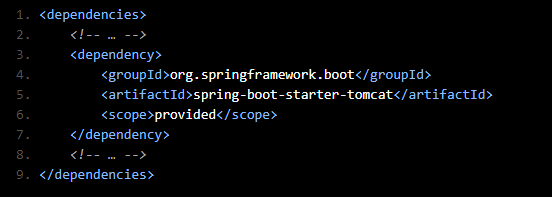 1. <dependencies>
2.     <!-- … -->
3.     <dependency>
4.         <groupId>org.springframework.boot</groupId>
5.         <artifactId>spring-boot-starter-tomcat</artifactId>
6.         <scope>provided</scope>
7.     </dependency>
8.     <!-- … -->
9. </dependencies>